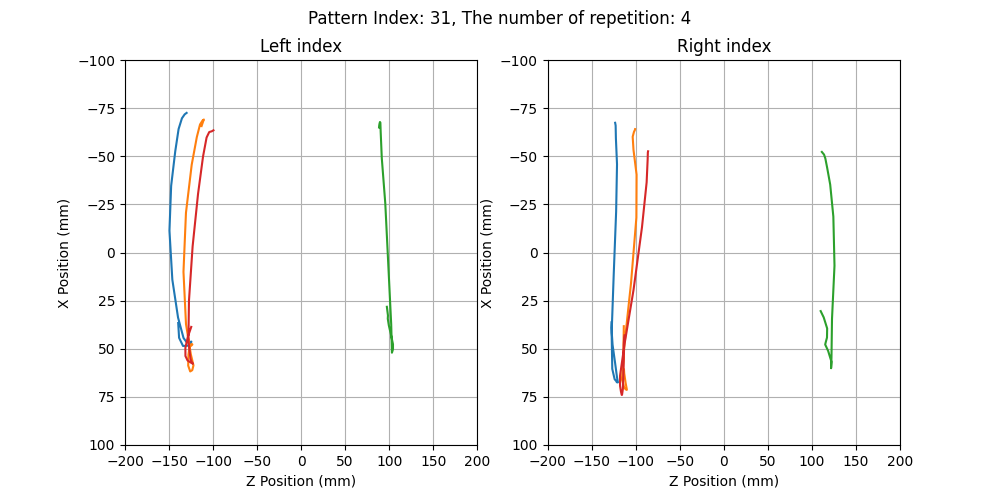 Pattern Index: 31, The number of repetition: 4
Left index
−100
−75
−50
−25
0
25
50
75
100
X Position (mm)
−200 −150 −100 −50 0 50 100 150 200
Z Position (mm)
Right index
−100
−75
−50
−25
0
25
50
75
100
X Position (mm)
−200 −150 −100 −50 0 50 100 150 200
Z Position (mm)